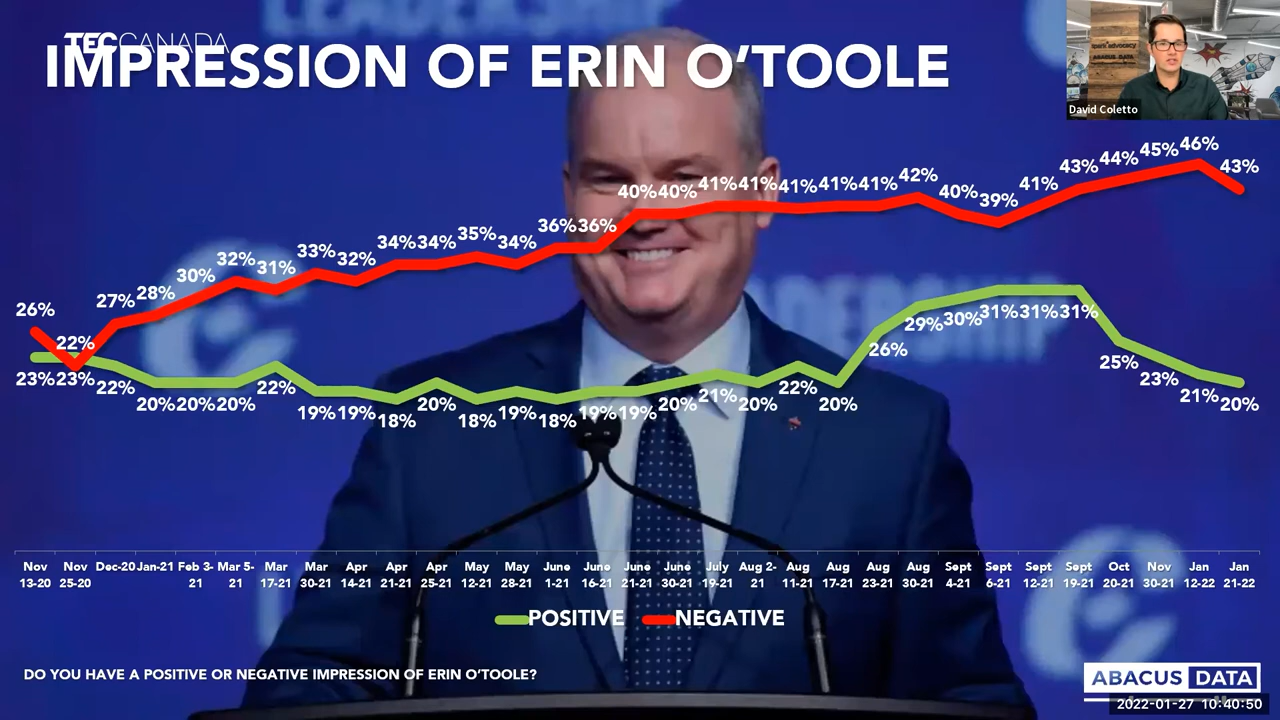 TEC CANADA
IMPRESSION OF ERIN O'TOOLE
LEADERSHIP
spark advocacy
ABACUS DATA
David Coletto
26% 22% 27% 28% 30% 32% 31% 33% 32% 34% 34% 35% 34% 36% 36% 40% 40% 41% 41% 41% 41% 41% 42% 40% 39% 41% 43% 44% 45% 46% 43%
23% 23% 22% 20% 20% 20% 22% 19% 19% 18% 20% 18% 19% 18% 19% 19% 20% 21% 20% 22% 20% 26% 29% 30% 31% 31% 31% 25% 23% 21% 20%
Nov Nov Dec-20 Jan-21 Feb 3- Mar 5- Mar Mar Apr Apr Apr May May June June June June July Aug 2- Aug Aug Aug Aug Sept Sept Sept Sept Oct Nov Jan Jan
13-20 25-20 21 21 17-21 30-21 14-21 21-21 25-21 12-21 28-21 1-21 16-21 21-21 30-21 19-21 21 11-21 17-21 23-21 30-21 4-21 6-21 12-21 19-21 20-21 30-21 12-22 21-22
POSITIVE NEGATIVE
DO YOU HAVE A POSITIVE OR NEGATIVE IMPRESSION OF ERIN O'TOOLE?
ABACUS DATA
2022-01-27 10:40:50